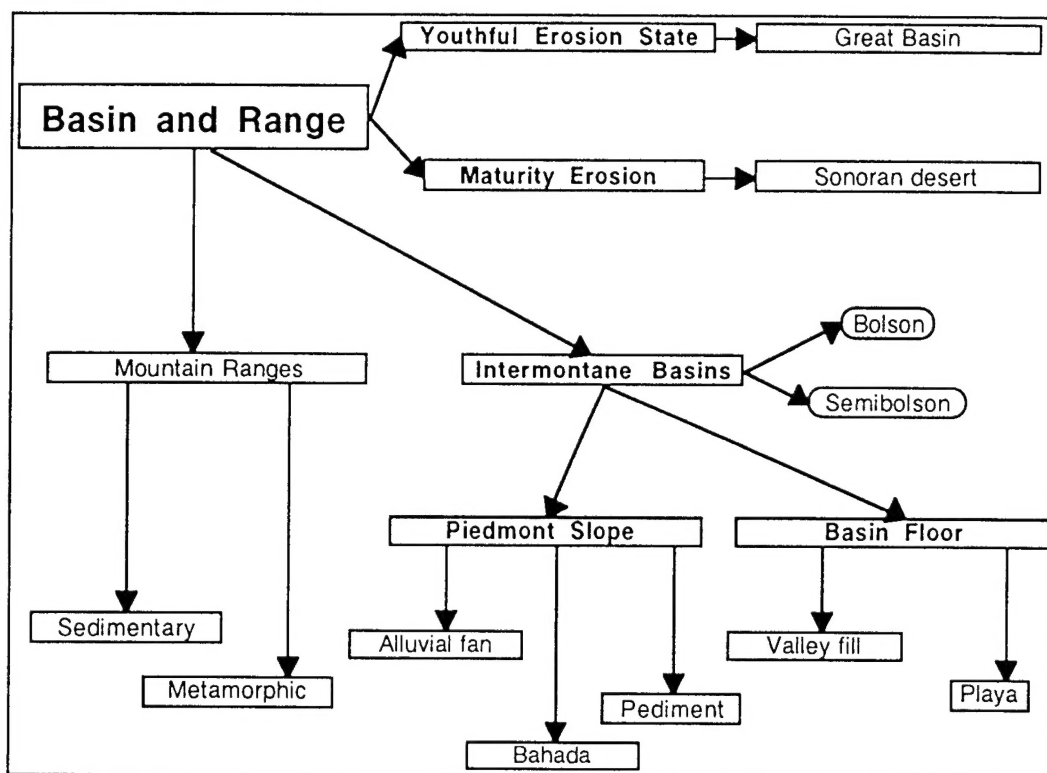 Youthful Erosion State
Great Basin
Basin and Range
Maturity Erosion
Sonoran desert
Bolson
Mountain Ranges
Intermontane Basins
Semibolson
Piedmont Slope
Basin Floor
Sedimentary
Alluvial fan
Valley fill
Metamorphic
Pediment
Playa
Bahada